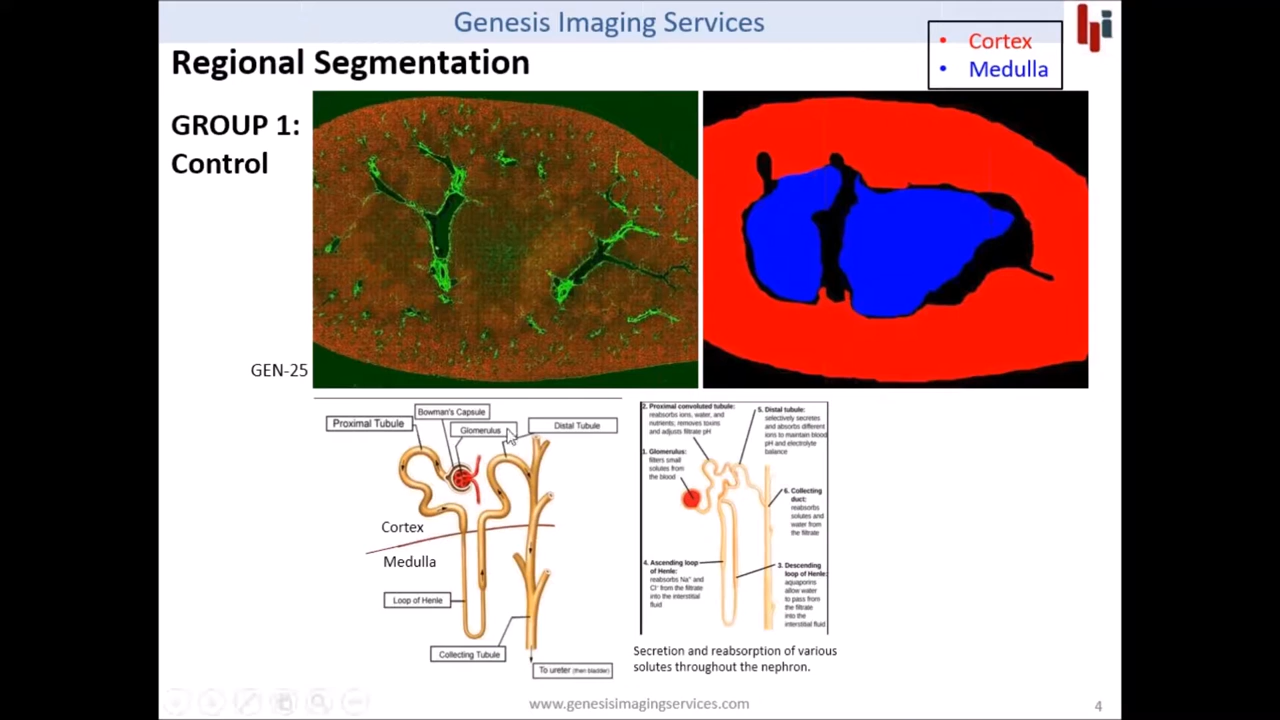 Genesis Imaging Services
• Cortex
• Medulla
Regional Segmentation
GROUP 1:
Control
GEN-25
Bowman's Capsule
Proximal Tubule
Glomerulus
Distal Tubule
Cortex
Medulla
Loop of Henle
Collecting Tubule
To ureter (then bladder)
2. Proximal convoluted tubule:
reabsorbs ions, water, and
nutrients; removes toxins
and adjusts filtrate pH
5. Distal tubule:
selectively secretes
and absorbs different
ions to maintain blood
pH and electrolyte
balance
1. Glomerulus:
filters small
solutes from
the blood
6. Collecting
duct:
reabsorbs
solutes and
water from
the filtrate
4. Ascending loop
of Henle:
reabsorbs Na⁺ and
Cl⁻ from the filtrate
into the interstitial
fluid
3. Descending
loop of Henle:
aquaporins
allow water
to pass from
the filtrate
into the
interstitial fluid
Secretion and reabsorption of various
solutes throughout the nephron.
www.genesisimagingservices.com
4